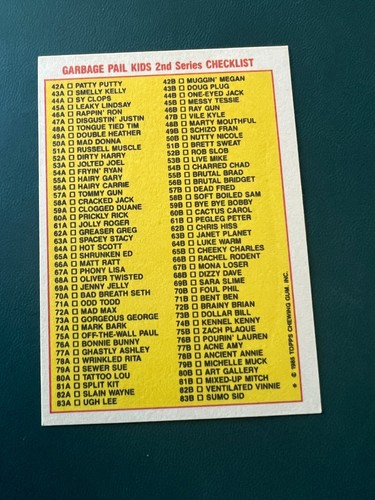 GARBAGE PAIL KIDS 2nd Series CHECKLIST
42A □ PATTY PUTTY
43A □ SMELLY KELLY
44A □ SY CLOPS
45A □ LEAKY LINDSAY
46A □ RAPPIN' RON
47A □ DISGUSTIN' JUSTIN
48A □ TONGUE TIED TIM
49A □ DOUBLE HEATHER
50A □ MAD DONNA
51A □ RUSSELL MUSCLE
52A □ DIRTY HARRY
53A □ JOLTED JOEL
54A □ FRYIN' RYAN
55A □ HAIRY GARY
56A □ HAIRY CARRIE
57A □ TOMMY GUN
58A □ CRACKED JACK
59A □ CLOGGED DUANE
60A □ PRICKLY RICK
61A □ JOLLY ROGER
62A □ GREASER GREG
63A □ SPACEY STACY
64A □ HOT SCOTT
65A □ SHRUNKEN ED
66A □ MATT RATT
67A □ PHONY LISA
68A □ OLIVER TWISTED
69A □ JENNY JELLY
70A □ BAD BREATH SETH
71A □ ODD TODD
72A □ MAD MAX
73A □ GORGEOUS GEORGE
74A □ MARK BARK
75A □ OFF-THE-WALL PAUL
76A □ BONNIE BUNNY
77A □ GHASTLY ASHLEY
78A □ WRINKLED RITA
79A □ SEWER SUE
80A □ TATTOO LOU
81A □ SPLIT KIT
82A □ SLAIN WAYNE
83A □ UGH LEE
42B □ MUGGIN' MEGAN
43B □ DOUG PLUG
44B □ ONE-EYED JACK
45B □ MESSY TESSIE
46B □ RAY GUN
47B □ VILE KYLE
48B □ MARTY MOUTHFUL
49B □ SCHIZO FRAN
50B □ NUTTY NICOLE
51B □ BRETT SWEAT
52B □ ROB SLOB
53B □ LIVE MIKE
54B □ CHARRED CHAD
55B □ BRUTAL BRAD
56B □ BRUTAL BRIDGET
57B □ DEAD FRED
58B □ SOFT BOILED SAM
59B □ BYE BYE BOBBY
60B □ CACTUS CAROL
61B □ PEGLEG PETER
62B □ CHRIS HISS
63B □ JANET PLANET
64B □ LUKE WARM
65B □ CHEEKY CHARLES
66B □ RACHEL RODENT
67B □ MONA LOSER
68B □ DIZZY DAVE
69B □ SARA SLIME
70B □ FOUL PHIL
71B □ BENT BEN
72B □ BRAINY BRIAN
73B □ DOLLAR BILL
74B □ KENNEL KENNY
75B □ ZACH PLAQUE
76B □ POURIN' LAUREN
77B □ ACNE AMY
78B □ ANCIENT ANNIE
79B □ MICHELLE MUCK
80B □ ART GALLERY
81B □ MIXED-UP MITCH
82B □ VENTILATED VINNIE
83B □ SUMO SID
* © 1985 TOPPS CHEWING GUM, INC.